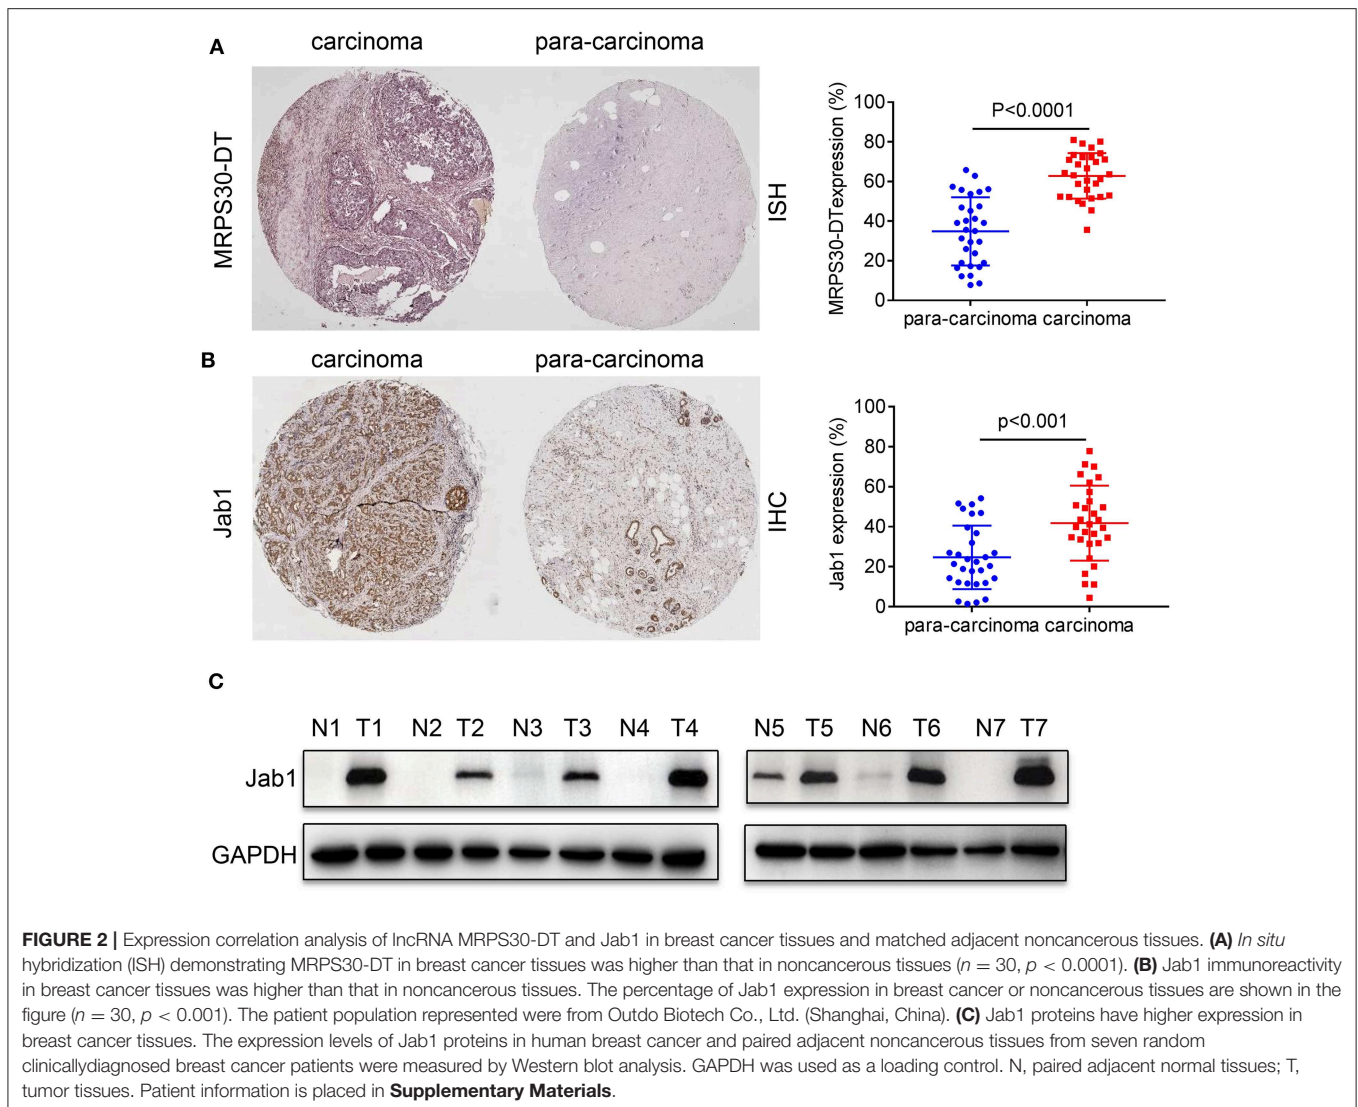 A
carcinoma
para-carcinoma
MRPS30-DT
ISH
MRPS30-DTexpression (%)
100
80
60
40
20
0
P<0.0001
para-carcinoma carcinoma
B
carcinoma
para-carcinoma
Jab1
IHC
Jab1 expression (%)
100
80
60
40
20
0
p<0.001
para-carcinoma carcinoma
C
N1 T1 N2 T2 N3 T3 N4 T4 N5 T5 N6 T6 N7 T7
Jab1
GAPDH
FIGURE 2 | Expression correlation analysis of lncRNA MRPS30-DT and Jab1 in breast cancer tissues and matched adjacent noncancerous tissues. (A) In situ
hybridization (ISH) demonstrating MRPS30-DT in breast cancer tissues was higher than that in noncancerous tissues (n = 30, p < 0.0001). (B) Jab1 immunoreactivity
in breast cancer tissues was higher than that in noncancerous tissues. The percentage of Jab1 expression in breast cancer or noncancerous tissues are shown in the
figure (n = 30, p < 0.001). The patient population represented were from Outdo Biotech Co., Ltd. (Shanghai, China). (C) Jab1 proteins have higher expression in
breast cancer tissues. The expression levels of Jab1 proteins in human breast cancer and paired adjacent noncancerous tissues from seven random
clinicallydiagnosed breast cancer patients were measured by Western blot analysis. GAPDH was used as a loading control. N, paired adjacent normal tissues; T,
tumor tissues. Patient information is placed in Supplementary Materials.